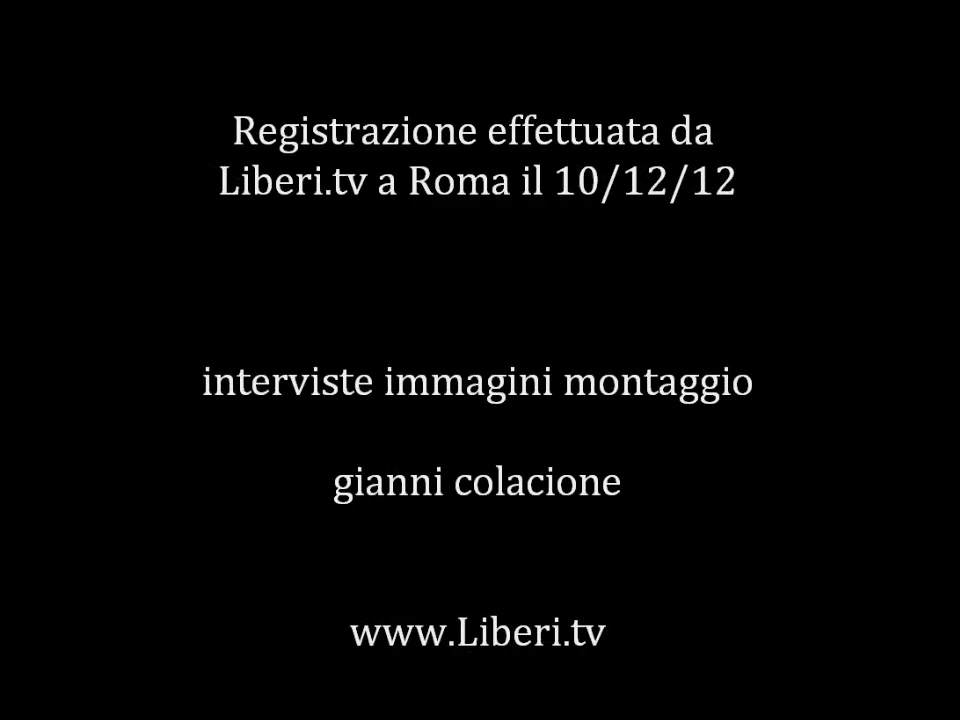 Registrazione effettuata da
Liberi.tv a Roma il 10/12/12
interviste immagini montaggio
gianni colacione
www.Liberi.tv